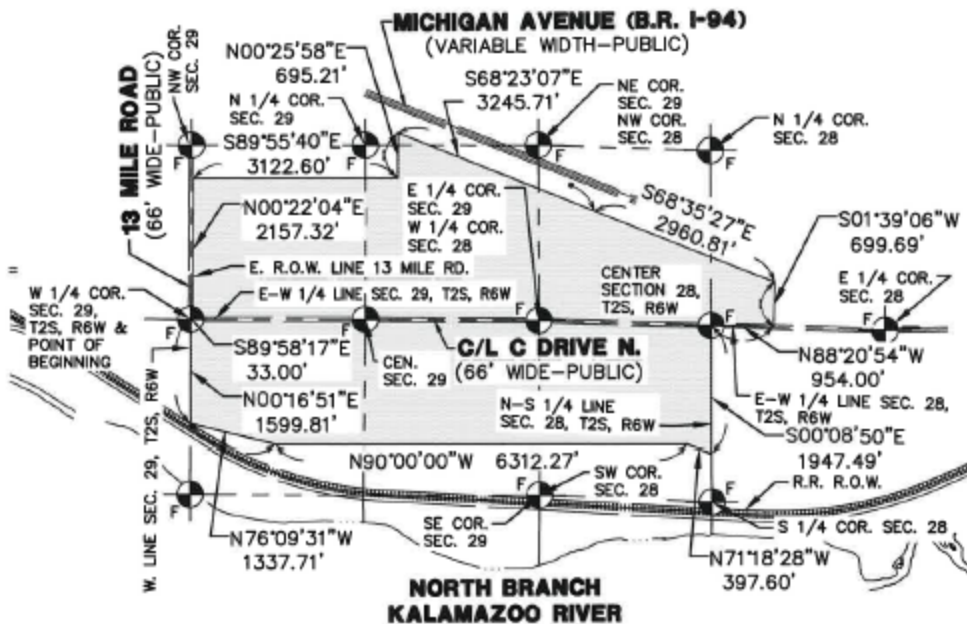 MICHIGAN AVENUE (B.R. I-94)
(VARIABLE WIDTH-PUBLIC)
NW COR.
SEC. 29
13 MILE ROAD
(66' WIDE-PUBLIC)
N00°25'58"E
695.21'
N 1/4 COR.
SEC. 29
S89°55'40"E
3122.60'
S68°23'07"E
3245.71'
NE COR.
SEC. 29
NW COR.
SEC. 28
N 1/4 COR.
SEC. 28
F
F
F
F
N00°22'04"E
2157.32'
E 1/4 COR.
SEC. 29
W 1/4 COR.
SEC. 28
S68°35'27"E
2960.81'
S01°39'06"W
699.69'
E. R.O.W. LINE 13 MILE RD.
E-W 1/4 LINE SEC. 29, T2S, R6W
CENTER
SECTION 28,
T2S, R6W
E 1/4 COR.
SEC. 28
W 1/4 COR.
SEC. 29,
T2S, R6W &
POINT OF
BEGINNING
F
F
F
F
F
S89°58'17"E
33.00'
CEN.
SEC. 29
C/L C DRIVE N.
(66' WIDE-PUBLIC)
N88°20'54"W
954.00'
N00°16'51"E
1599.81'
N-S 1/4 LINE
SEC. 28, T2S, R6W
E-W 1/4 LINE SEC. 28,
T2S, R6W
S00°08'50"E
1947.49'
W. LINE SEC. 29, T2S, R6W
N90°00'00"W 6312.27'
SW COR.
SEC. 28
R.R. R.O.W.
F
F
F
SE COR.
SEC. 29
S 1/4 COR. SEC. 28
N76°09'31"W
1337.71'
N71°18'28"W
397.60'
NORTH BRANCH
KALAMAZOO RIVER